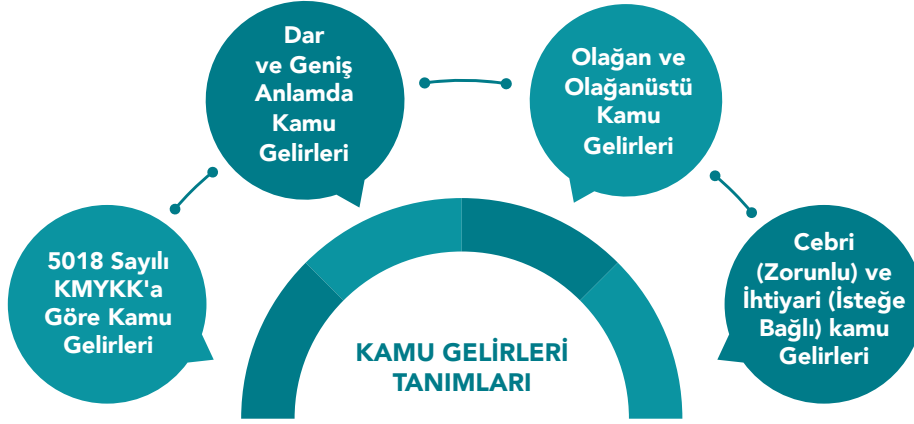 Dar
ve Geniş
Anlamda
Kamu
Gelirleri
Olağan ve
Olağanüstü
Kamu
Gelirleri
5018 Sayılı
KMYKK'a
Göre Kamu
Gelirleri
Cebri
(Zorunlu) ve
İhtiyari (İsteğe
Bağlı) kamu
Gelirleri
KAMU GELİRLERİ
TANIMLARI